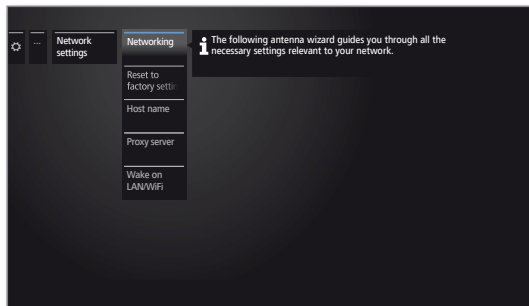 ...
Network
settings
Networking
The following antenna wizard guides you through all the
necessary settings relevant to your network.
Reset to
factory settin
Host name
Proxy server
Wake on
LAN/WiFi